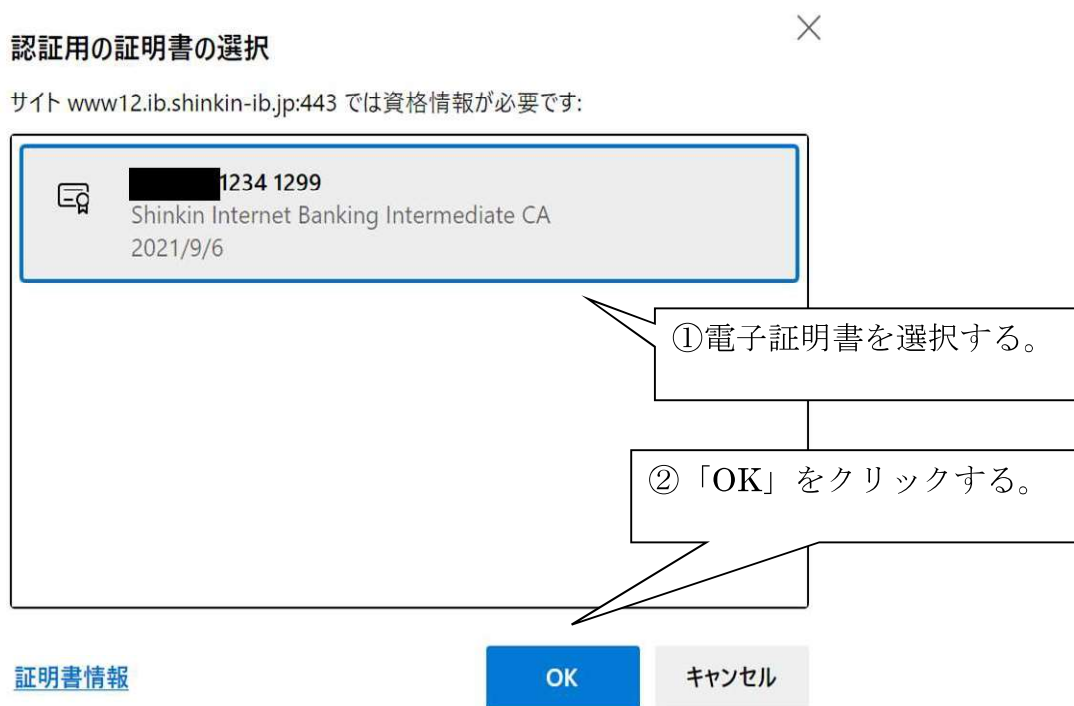 認証用の証明書の選択
サイト www12.ib.shinkin-ib.jp:443 では資格情報が必要です:
1234 1299
Shinkin Internet Banking Intermediate CA
2021/9/6
①電子証明書を選択する。
②「OK」をクリックする。
証明書情報
OK
キャンセル